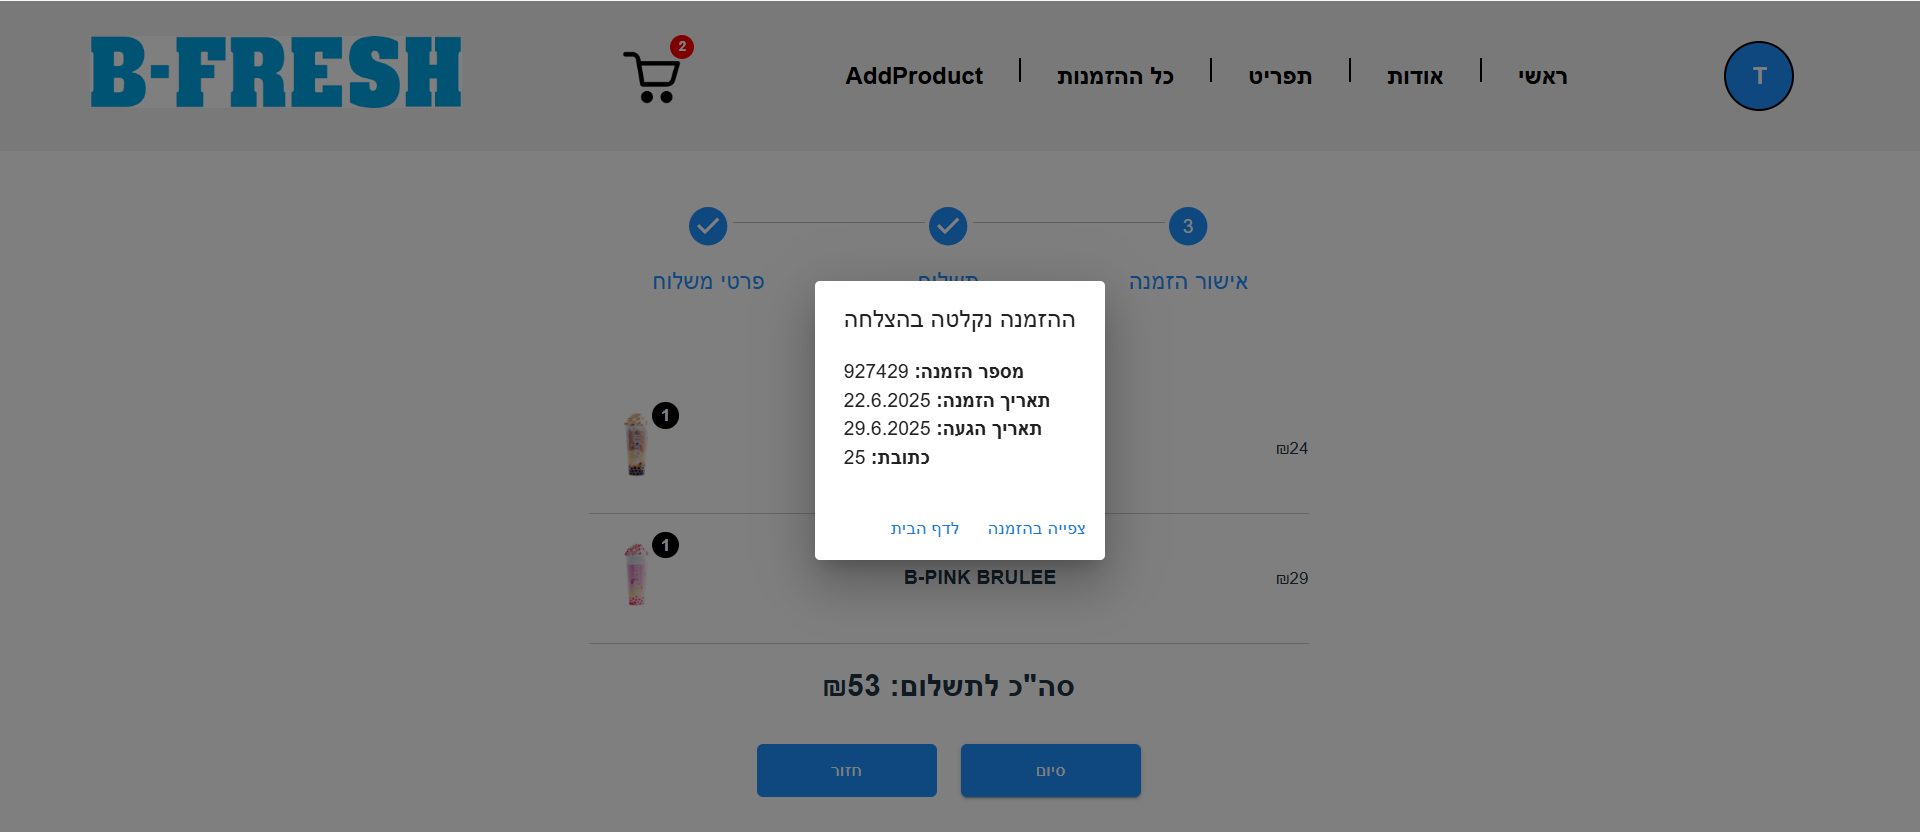 B-FRESH
2
AddProduct
כל ההזמנות
תפריט
אודות
ראשי
T
3
פרטי משלוח
תשלום
אישור הזמנה
ההזמנה נקלטה בהצלחה
מספר הזמנה: 927429
תאריך הזמנה: 22.6.2025
תאריך הגעה: 29.6.2025
כתובת: 25
צפייה בהזמנה
לדף הבית
1
₪24
1
B-PINK BRULEE
₪29
סה"כ לתשלום: ₪53
חזור
סיום